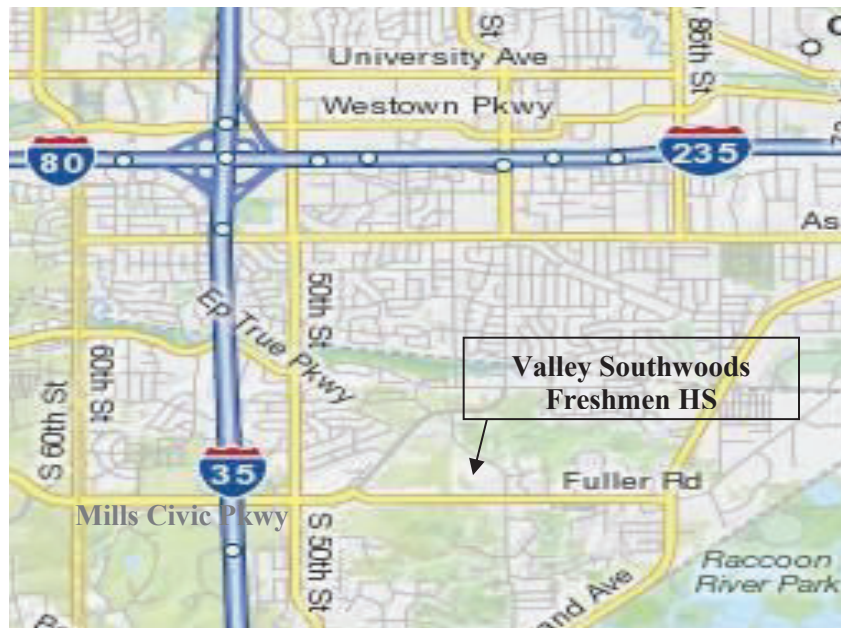 St
86th St
University Ave
Westown Pkwy
80
235
As
50th St
Ep True Pkwy
60th St
S 60th St
Valley Southwoods
Freshmen HS
35
Fuller Rd
Mills Civic Pkwy
S 50th St
Raccoon
River Park
and Ave